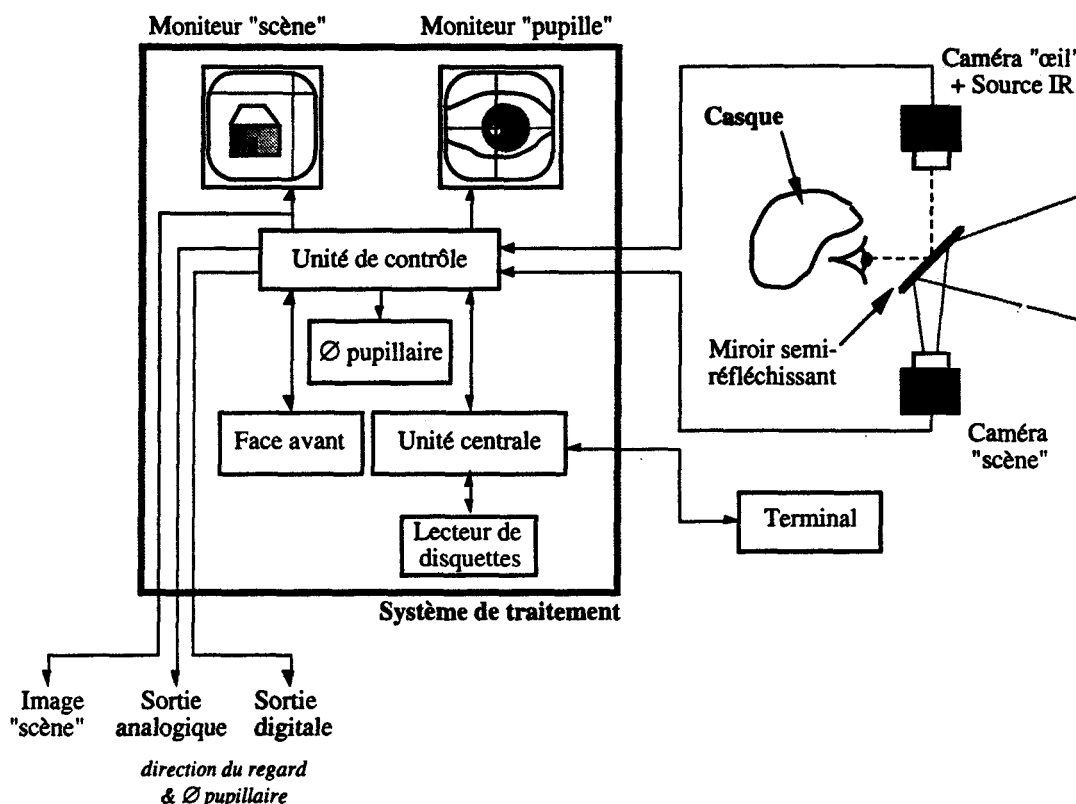 Moniteur "scène"
Moniteur "pupille"
Caméra "œil"
+ Source IR
Casque
Unité de contrôle
Ø pupillaire
Miroir semi-
réfléchissant
Face avant
Unité centrale
Caméra
"scène"
Lecteur de
disquettes
Terminal
Système de traitement
Image
"scène"
Sortie
analogique
Sortie
digitale
direction du regard
& Ø pupillaire